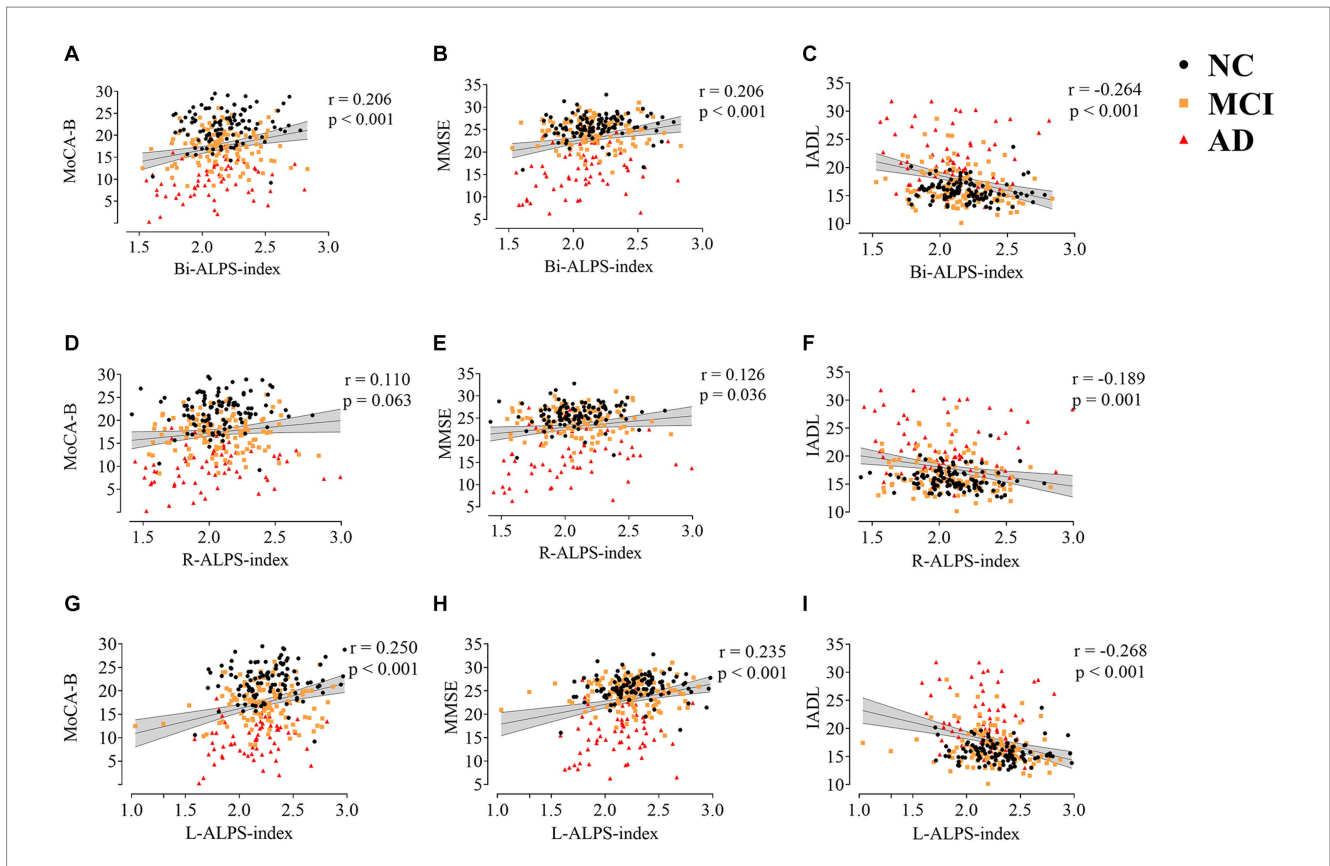 A
MoCA-B
30
25
20
15
10
5
r = 0.206
p < 0.001
1.5 2.0 2.5 3.0
Bi-ALPS-index
B
MMSE
35
30
25
20
15
10
5
r = 0.206
p < 0.001
1.5 2.0 2.5 3.0
Bi-ALPS-index
C
IADL
35
30
25
20
15
10
r = -0.264
p < 0.001
1.5 2.0 2.5 3.0
Bi-ALPS-index
NC
MCI
AD
D
MoCA-B
30
25
20
15
10
5
r = 0.110
p = 0.063
1.5 2.0 2.5 3.0
R-ALPS-index
E
MMSE
35
30
25
20
15
10
5
r = 0.126
p = 0.036
1.5 2.0 2.5 3.0
R-ALPS-index
F
IADL
35
30
25
20
15
10
r = -0.189
p = 0.001
1.5 2.0 2.5 3.0
R-ALPS-index
G
MoCA-B
30
25
20
15
10
5
r = 0.250
p < 0.001
1.0 1.5 2.0 2.5 3.0
L-ALPS-index
H
MMSE
35
30
25
20
15
10
5
r = 0.235
p < 0.001
1.0 2.0 2.5 3.0
L-ALPS-index
I
IADL
35
30
25
20
15
10
r = -0.268
p < 0.001
1.0 1.5 2.0 2.5 3.0
L-ALPS-index